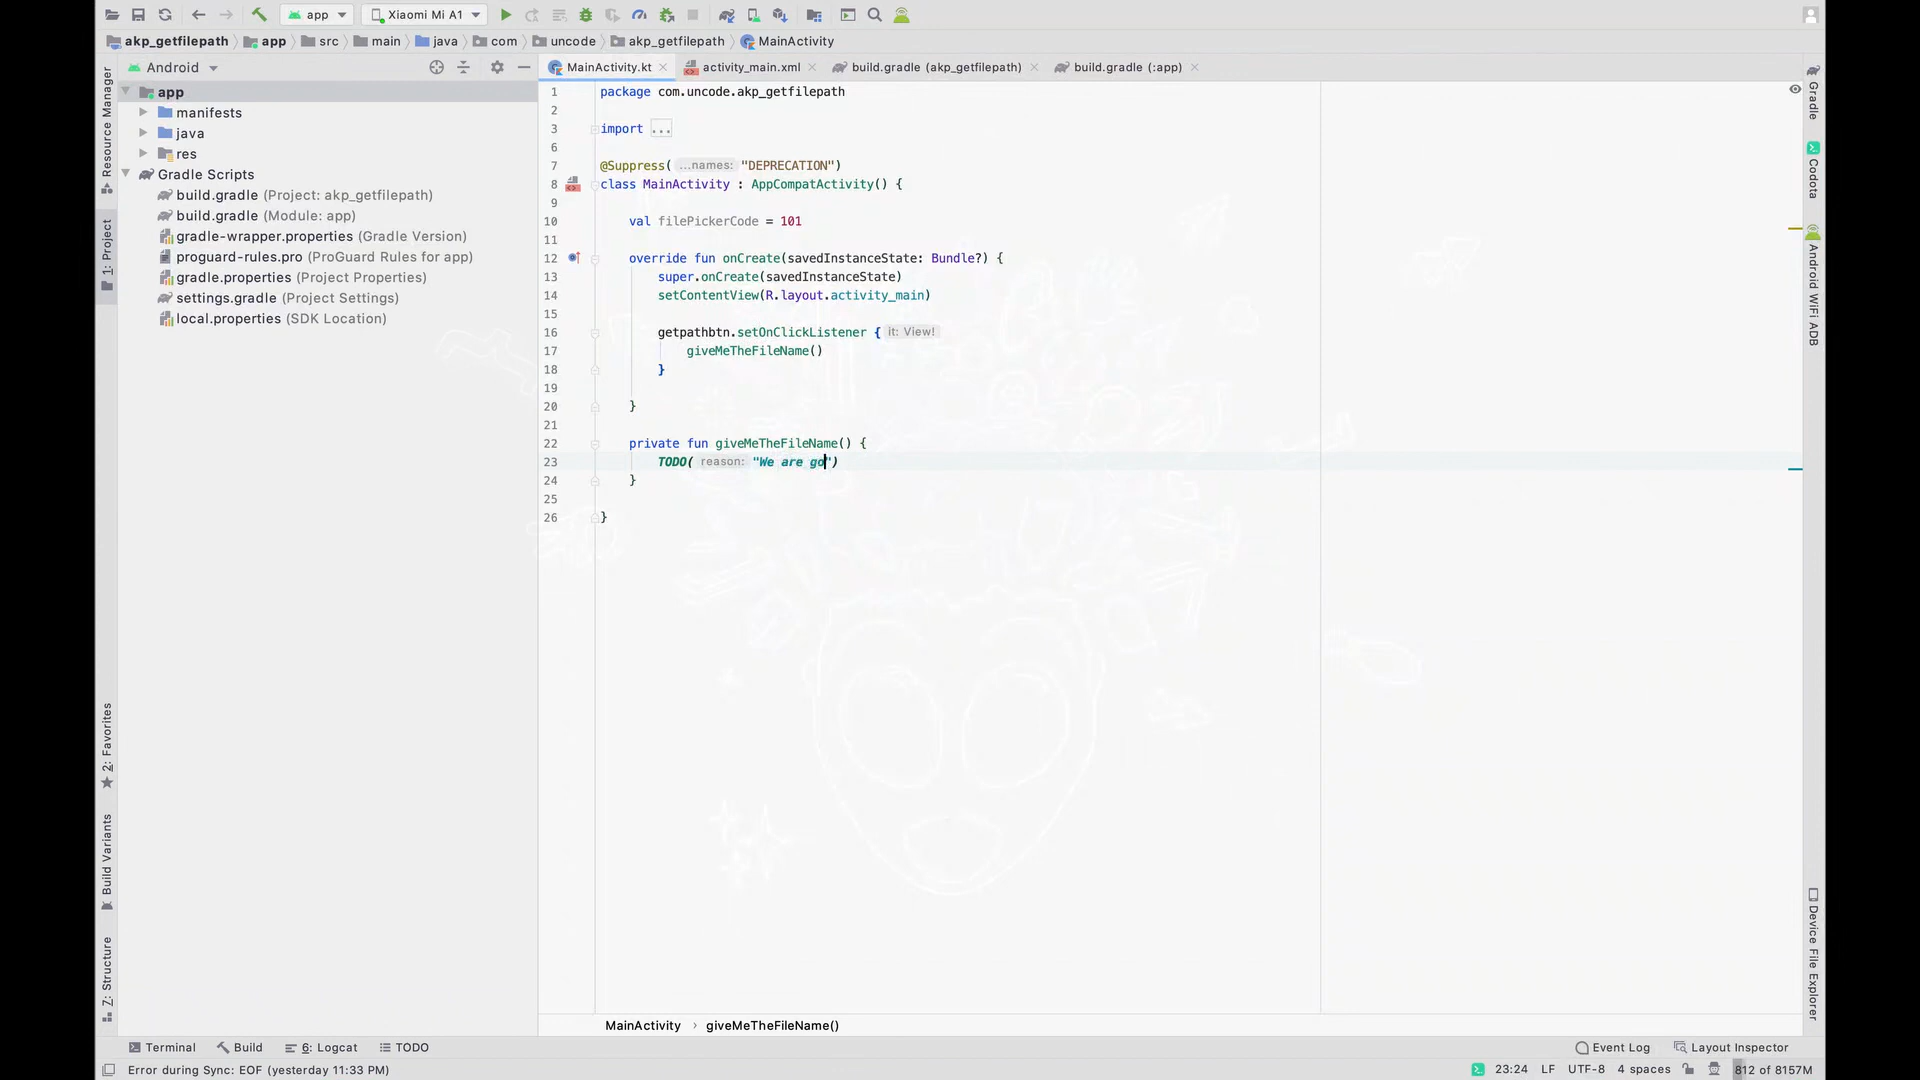 app Xiaomi Mi A1
akp_getfilepath app src main java com uncode akp_getfilepath MainActivity
Android
MainActivity.kt activity_main.xml build.gradle (akp_getfilepath) build.gradle (:app)
Resource Manager
1: Project
2: Favorites
Build Variants
Z: Structure
app
manifests
java
res
Gradle Scripts
build.gradle (Project: akp_getfilepath)
build.gradle (Module: app)
gradle-wrapper.properties (Gradle Version)
proguard-rules.pro (ProGuard Rules for app)
gradle.properties (Project Properties)
settings.gradle (Project Settings)
local.properties (SDK Location)
1 package com.uncode.akp_getfilepath
2
3 import ...
6
7 @Suppress( ...names: "DEPRECATION")
8 class MainActivity : AppCompatActivity() {
9
10 val filePickerCode = 101
11
12 override fun onCreate(savedInstanceState: Bundle?) {
13 super.onCreate(savedInstanceState)
14 setContentView(R.layout.activity_main)
15
16 getpathbtn.setOnClickListener { it: View!
17 giveMeTheFileName()
18 }
19
20 }
21
22 private fun giveMeTheFileName() {
23 TODO( reason: "We are go")
24 }
25
26 }
Gradle
Codota
Android WiFi ADB
Device File Explorer
MainActivity › giveMeTheFileName()
Terminal Build 6: Logcat TODO Event Log Layout Inspector
Error during Sync: EOF (yesterday 11:33 PM) 23:24 LF UTF-8 4 spaces 812 of 8157M